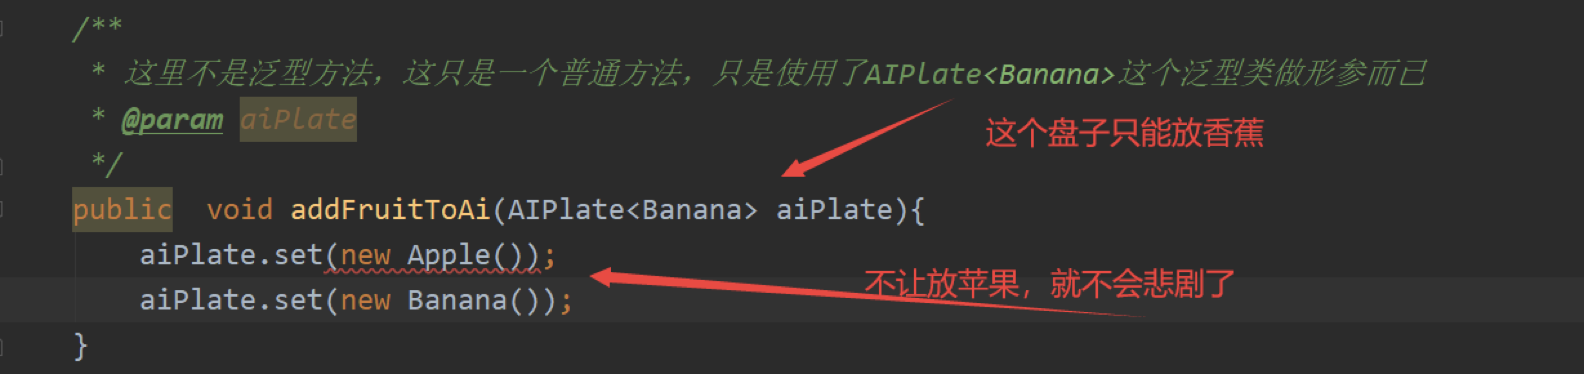 /**
* 这里不是泛型方法，这只是一个普通方法，只是使用了AIPlate<Banana>这个泛型类做形参而已
* @param aiPlate
这个盘子只能放香蕉
*/
public  void addFruitToAi(AIPlate<Banana> aiPlate){
aiPlate.set(new Apple());
不让放苹果，就不会悲剧了
aiPlate.set(new Banana());
}